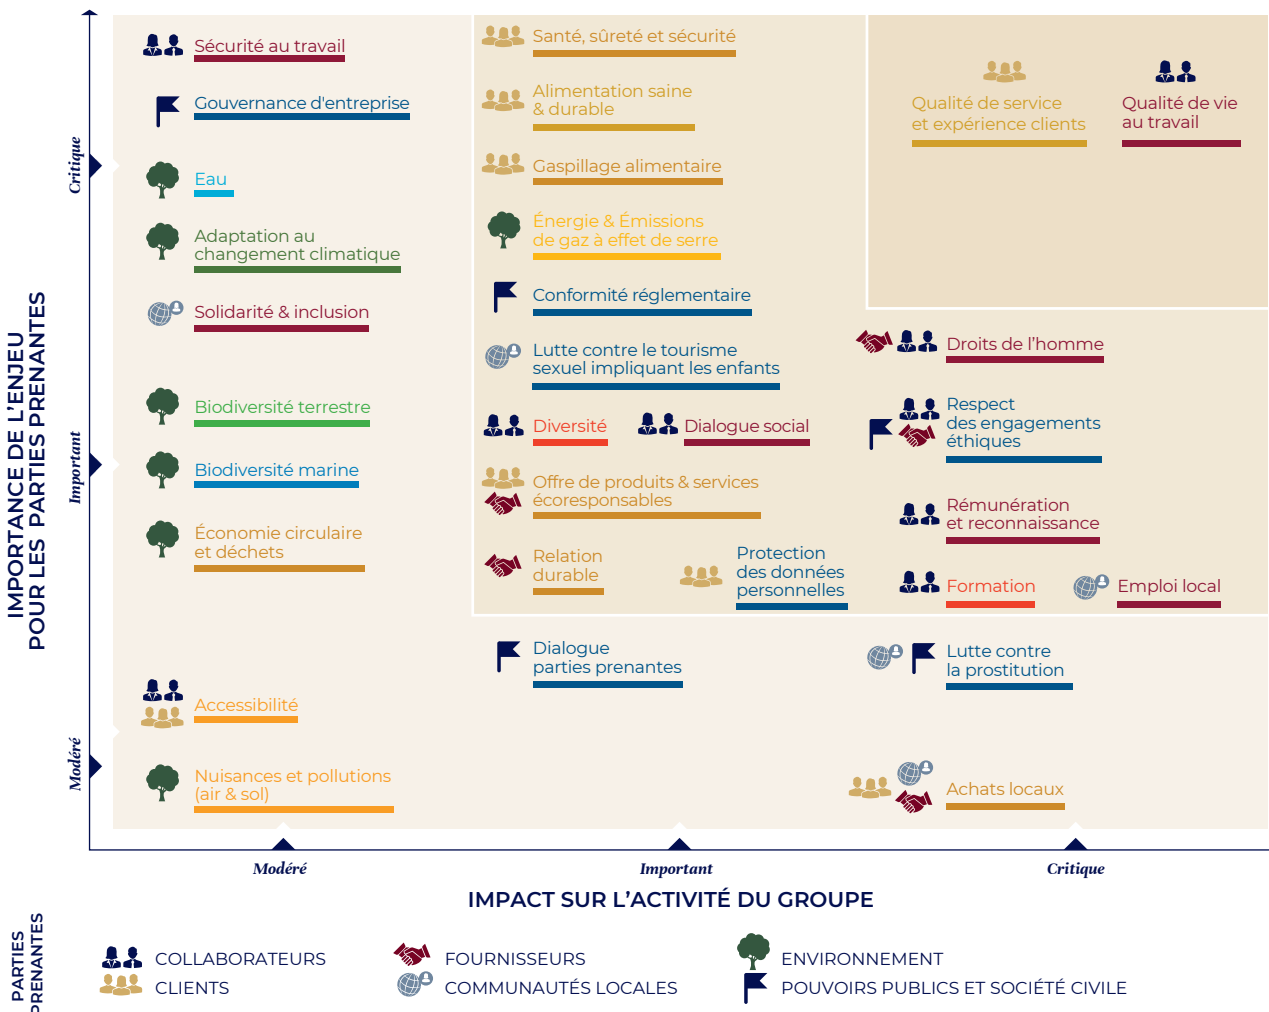 IMPORTANCE DE L'ENJEU
POUR LES PARTIES PRENANTES
Critique
Important
Modéré
Sécurité au travail
Gouvernance d'entreprise
Eau
Adaptation au
changement climatique
Solidarité & inclusion
Biodiversité terrestre
Biodiversité marine
Économie circulaire
et déchets
Accessibilité
Nuisances et pollutions
(air & sol)
Santé, sûreté et sécurité
Alimentation saine
& durable
Gaspillage alimentaire
Énergie & Émissions
de gaz à effet de serre
Conformité réglementaire
Lutte contre le tourisme
sexuel impliquant les enfants
Diversité
Dialogue social
Offre de produits & services
écoresponsables
Relation
durable
Protection
des données
personnelles
Dialogue
parties prenantes
Qualité de service
et expérience clients
Qualité de vie
au travail
Droits de l'homme
Respect
des engagements
éthiques
Rémunération
et reconnaissance
Formation
Emploi local
Lutte contre
la prostitution
Achats locaux
Modéré
Important
Critique
IMPACT SUR L'ACTIVITÉ DU GROUPE
PARTIES
PRENANTES
COLLABORATEURS
CLIENTS
FOURNISSEURS
COMMUNAUTÉS LOCALES
ENVIRONNEMENT
POUVOIRS PUBLICS ET SOCIÉTÉ CIVILE